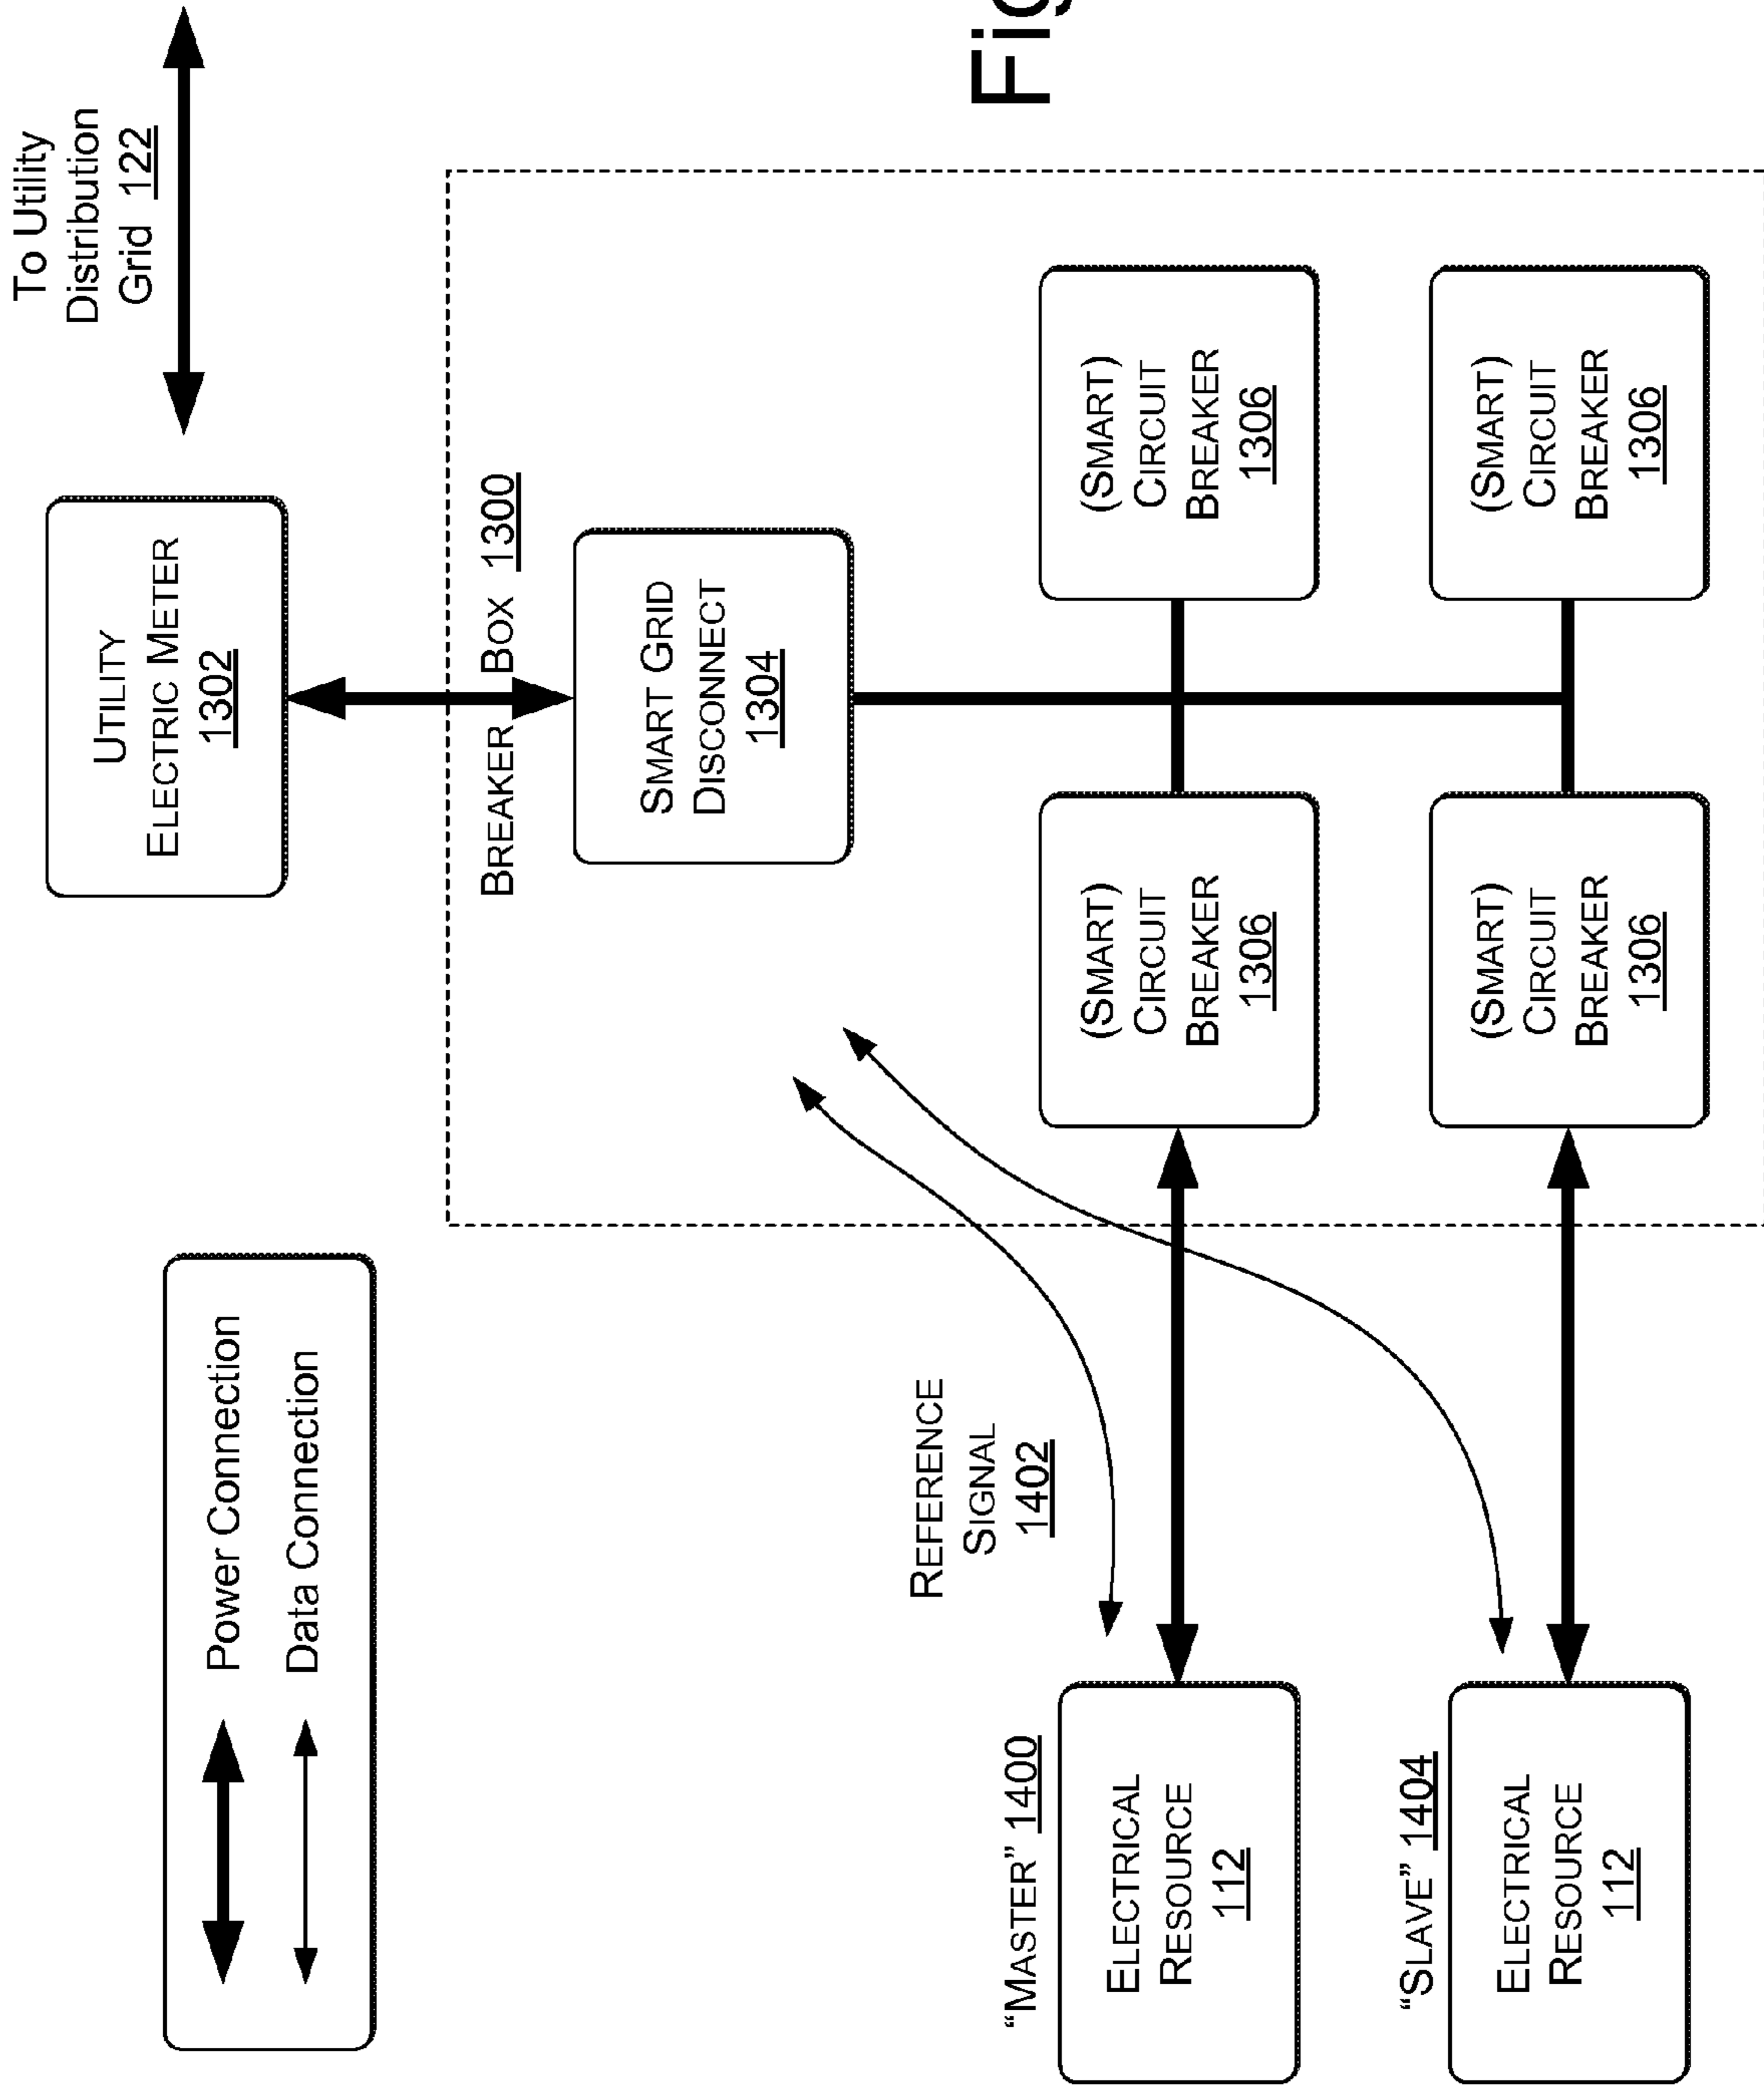 Power Connection
Data Connection
To Utility
Distribution
Grid 122
UTILITY
ELECTRIC METER
1302
BREAKER BOX 1300
SMART GRID
DISCONNECT
1304
REFERENCE
SIGNAL
1402
"MASTER" 1400
ELECTRICAL
RESOURCE
112
(SMART)
CIRCUIT
BREAKER
1306
(SMART)
CIRCUIT
BREAKER
1306
"SLAVE" 1404
ELECTRICAL
RESOURCE
112
(SMART)
CIRCUIT
BREAKER
1306
(SMART)
CIRCUIT
BREAKER
1306
Fig